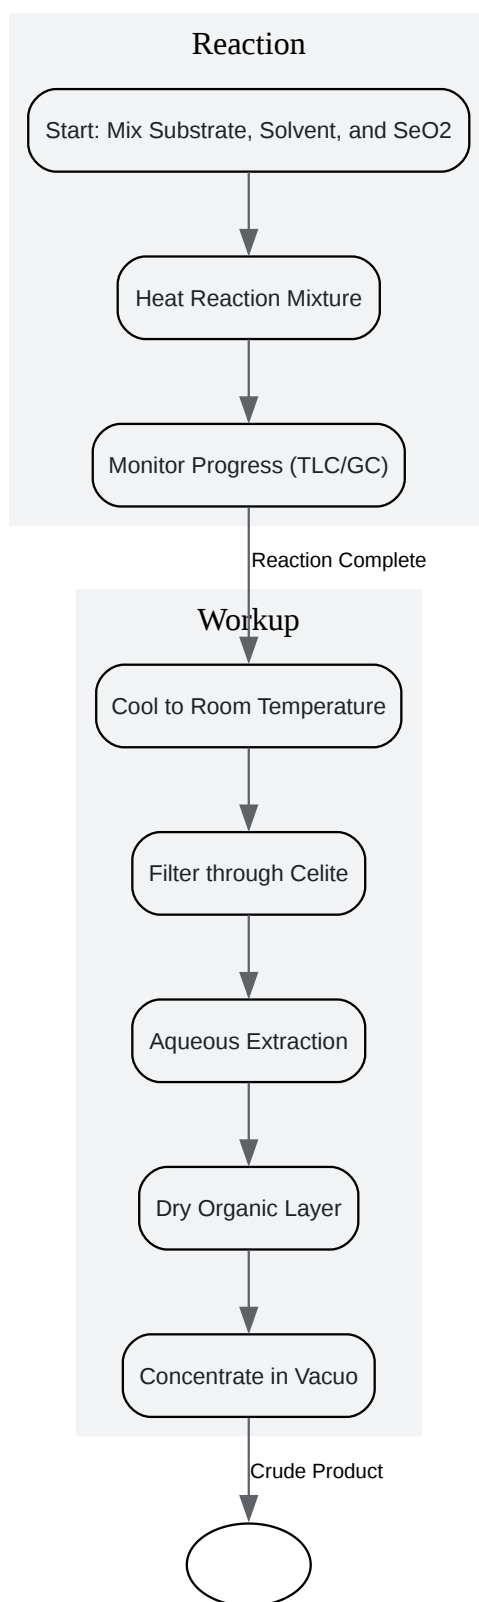 Reaction
Start: Mix Substrate, Solvent, and SeO2
Heat Reaction Mixture
Monitor Progress (TLC/GC)
Reaction Complete
Workup
Cool to Room Temperature
Filter through Celite
Aqueous Extraction
Dry Organic Layer
Concentrate in Vacuo
Crude Product